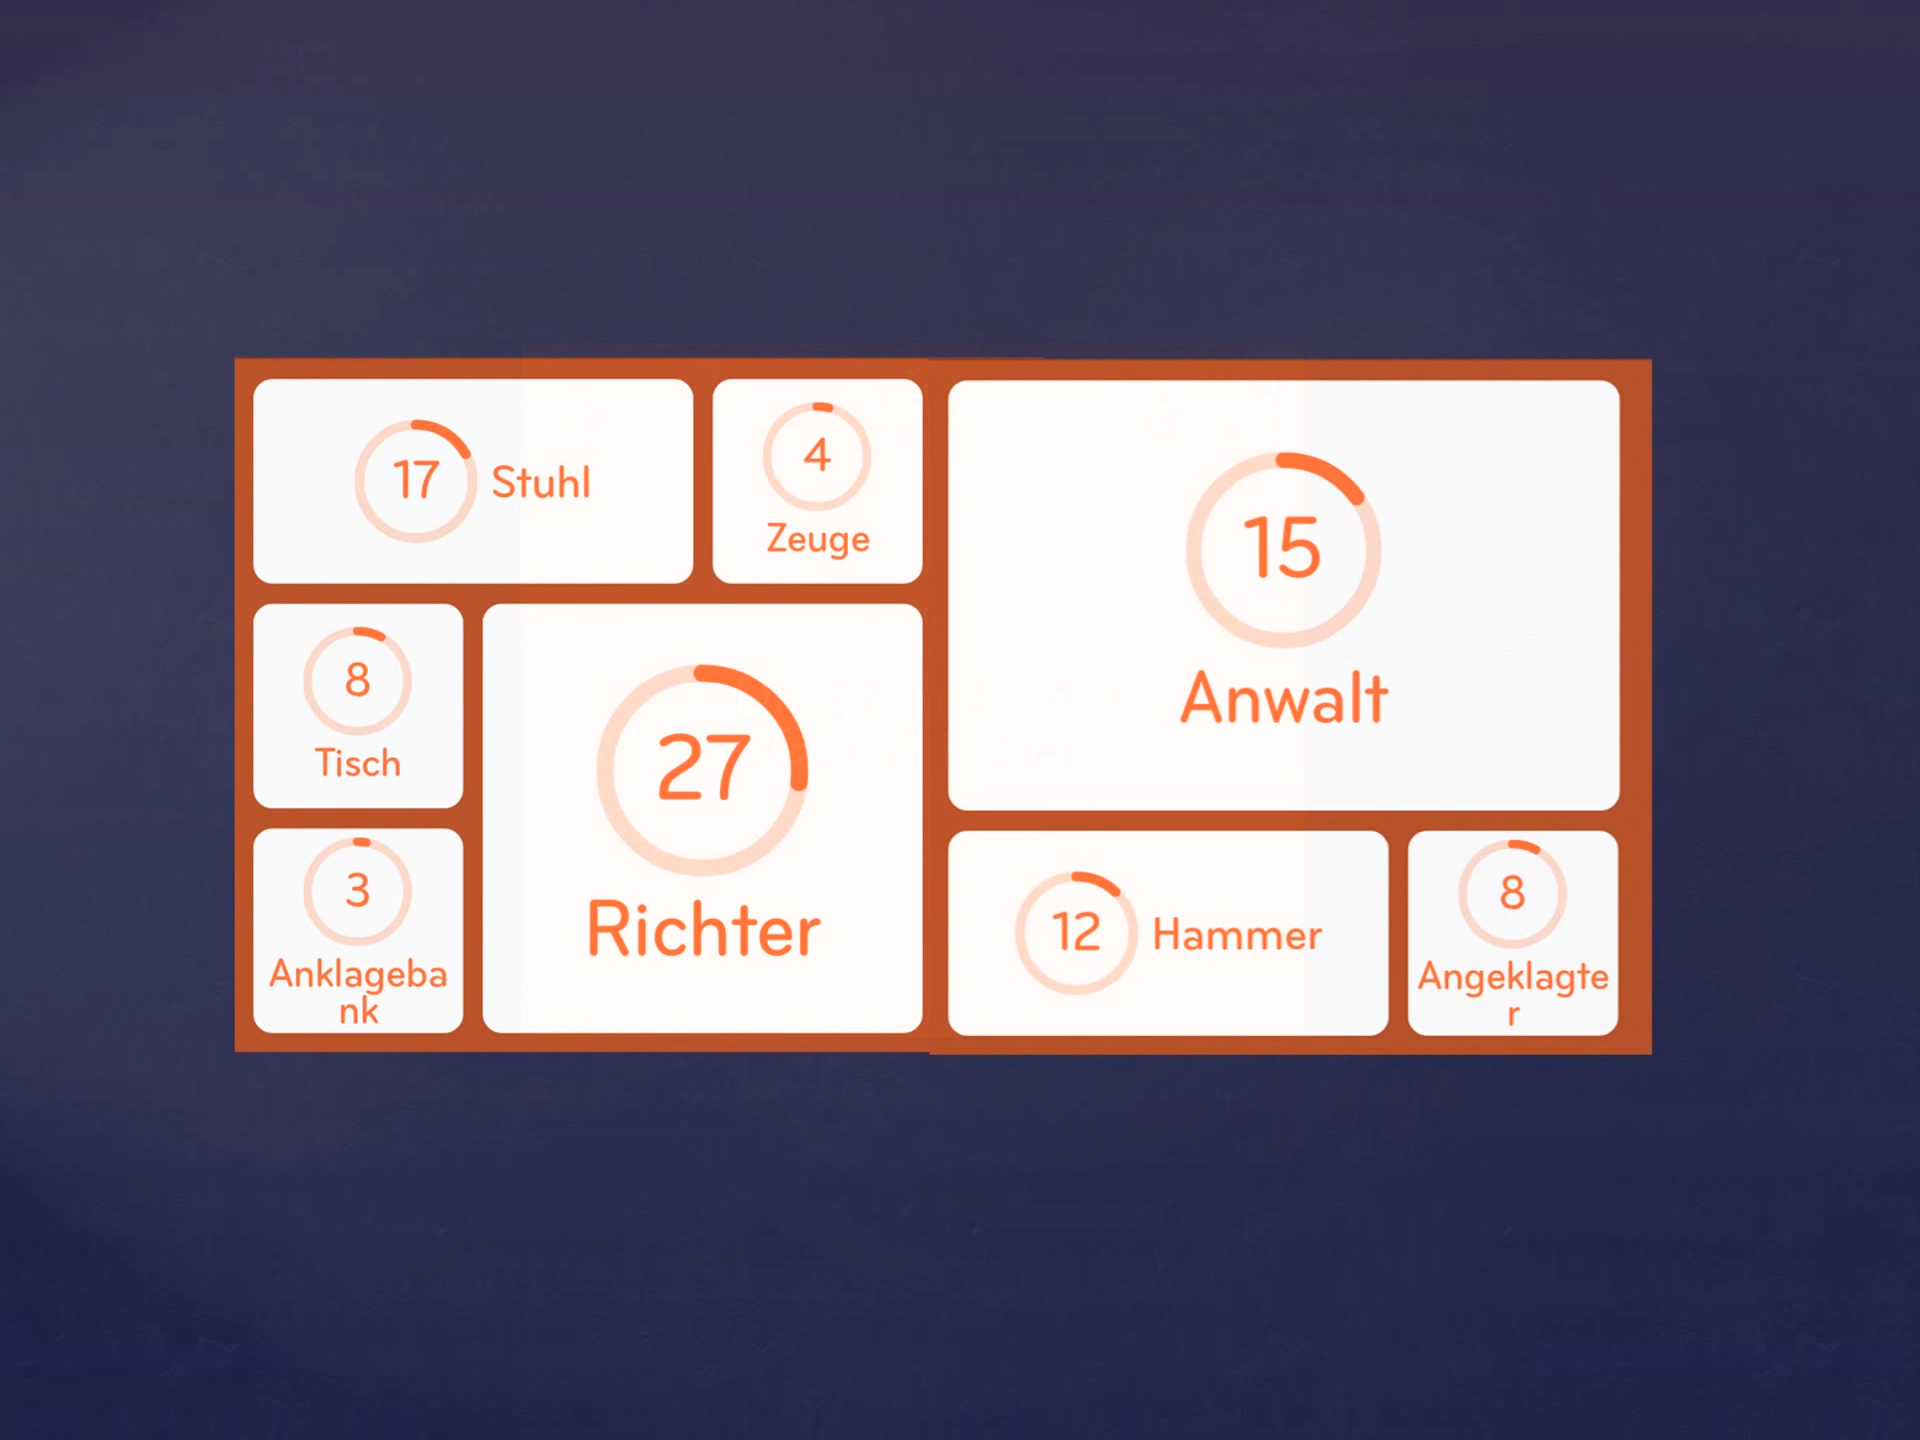 17 Stuhl
4
Zeuge
15
Anwalt
8
Tisch
27
Richter
3
Anklageba
nk
12 Hammer
8
Angeklagte
r